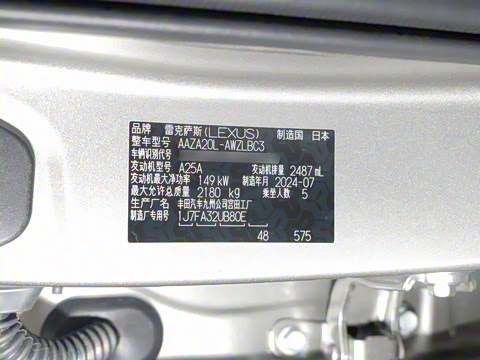 品牌 雷克萨斯(LEXUS) 制造国 日本
整车型号 AAZA20L-AWZLBC3
车辆识别代号
发动机型号 A25A 发动机排量 2487 mL
发动机最大净功率 149 kW 制造年月 2024-07
最大允许总质量 2180 kg 乘坐人数 5
生产厂名 丰田汽车九州公司宫田工厂
制造厂专用号 1J7FA32UB80E
48 575